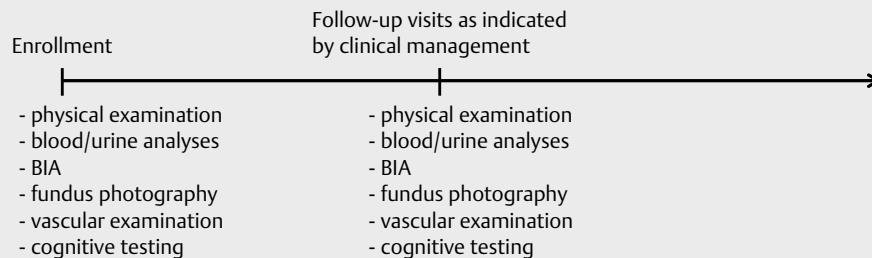 Enrollment
Follow-up visits as indicated
by clinical management
- physical examination
- blood/urine analyses
- BIA
- fundus photography
- vascular examination
- cognitive testing
- physical examination
- blood/urine analyses
- BIA
- fundus photography
- vascular examination
- cognitive testing